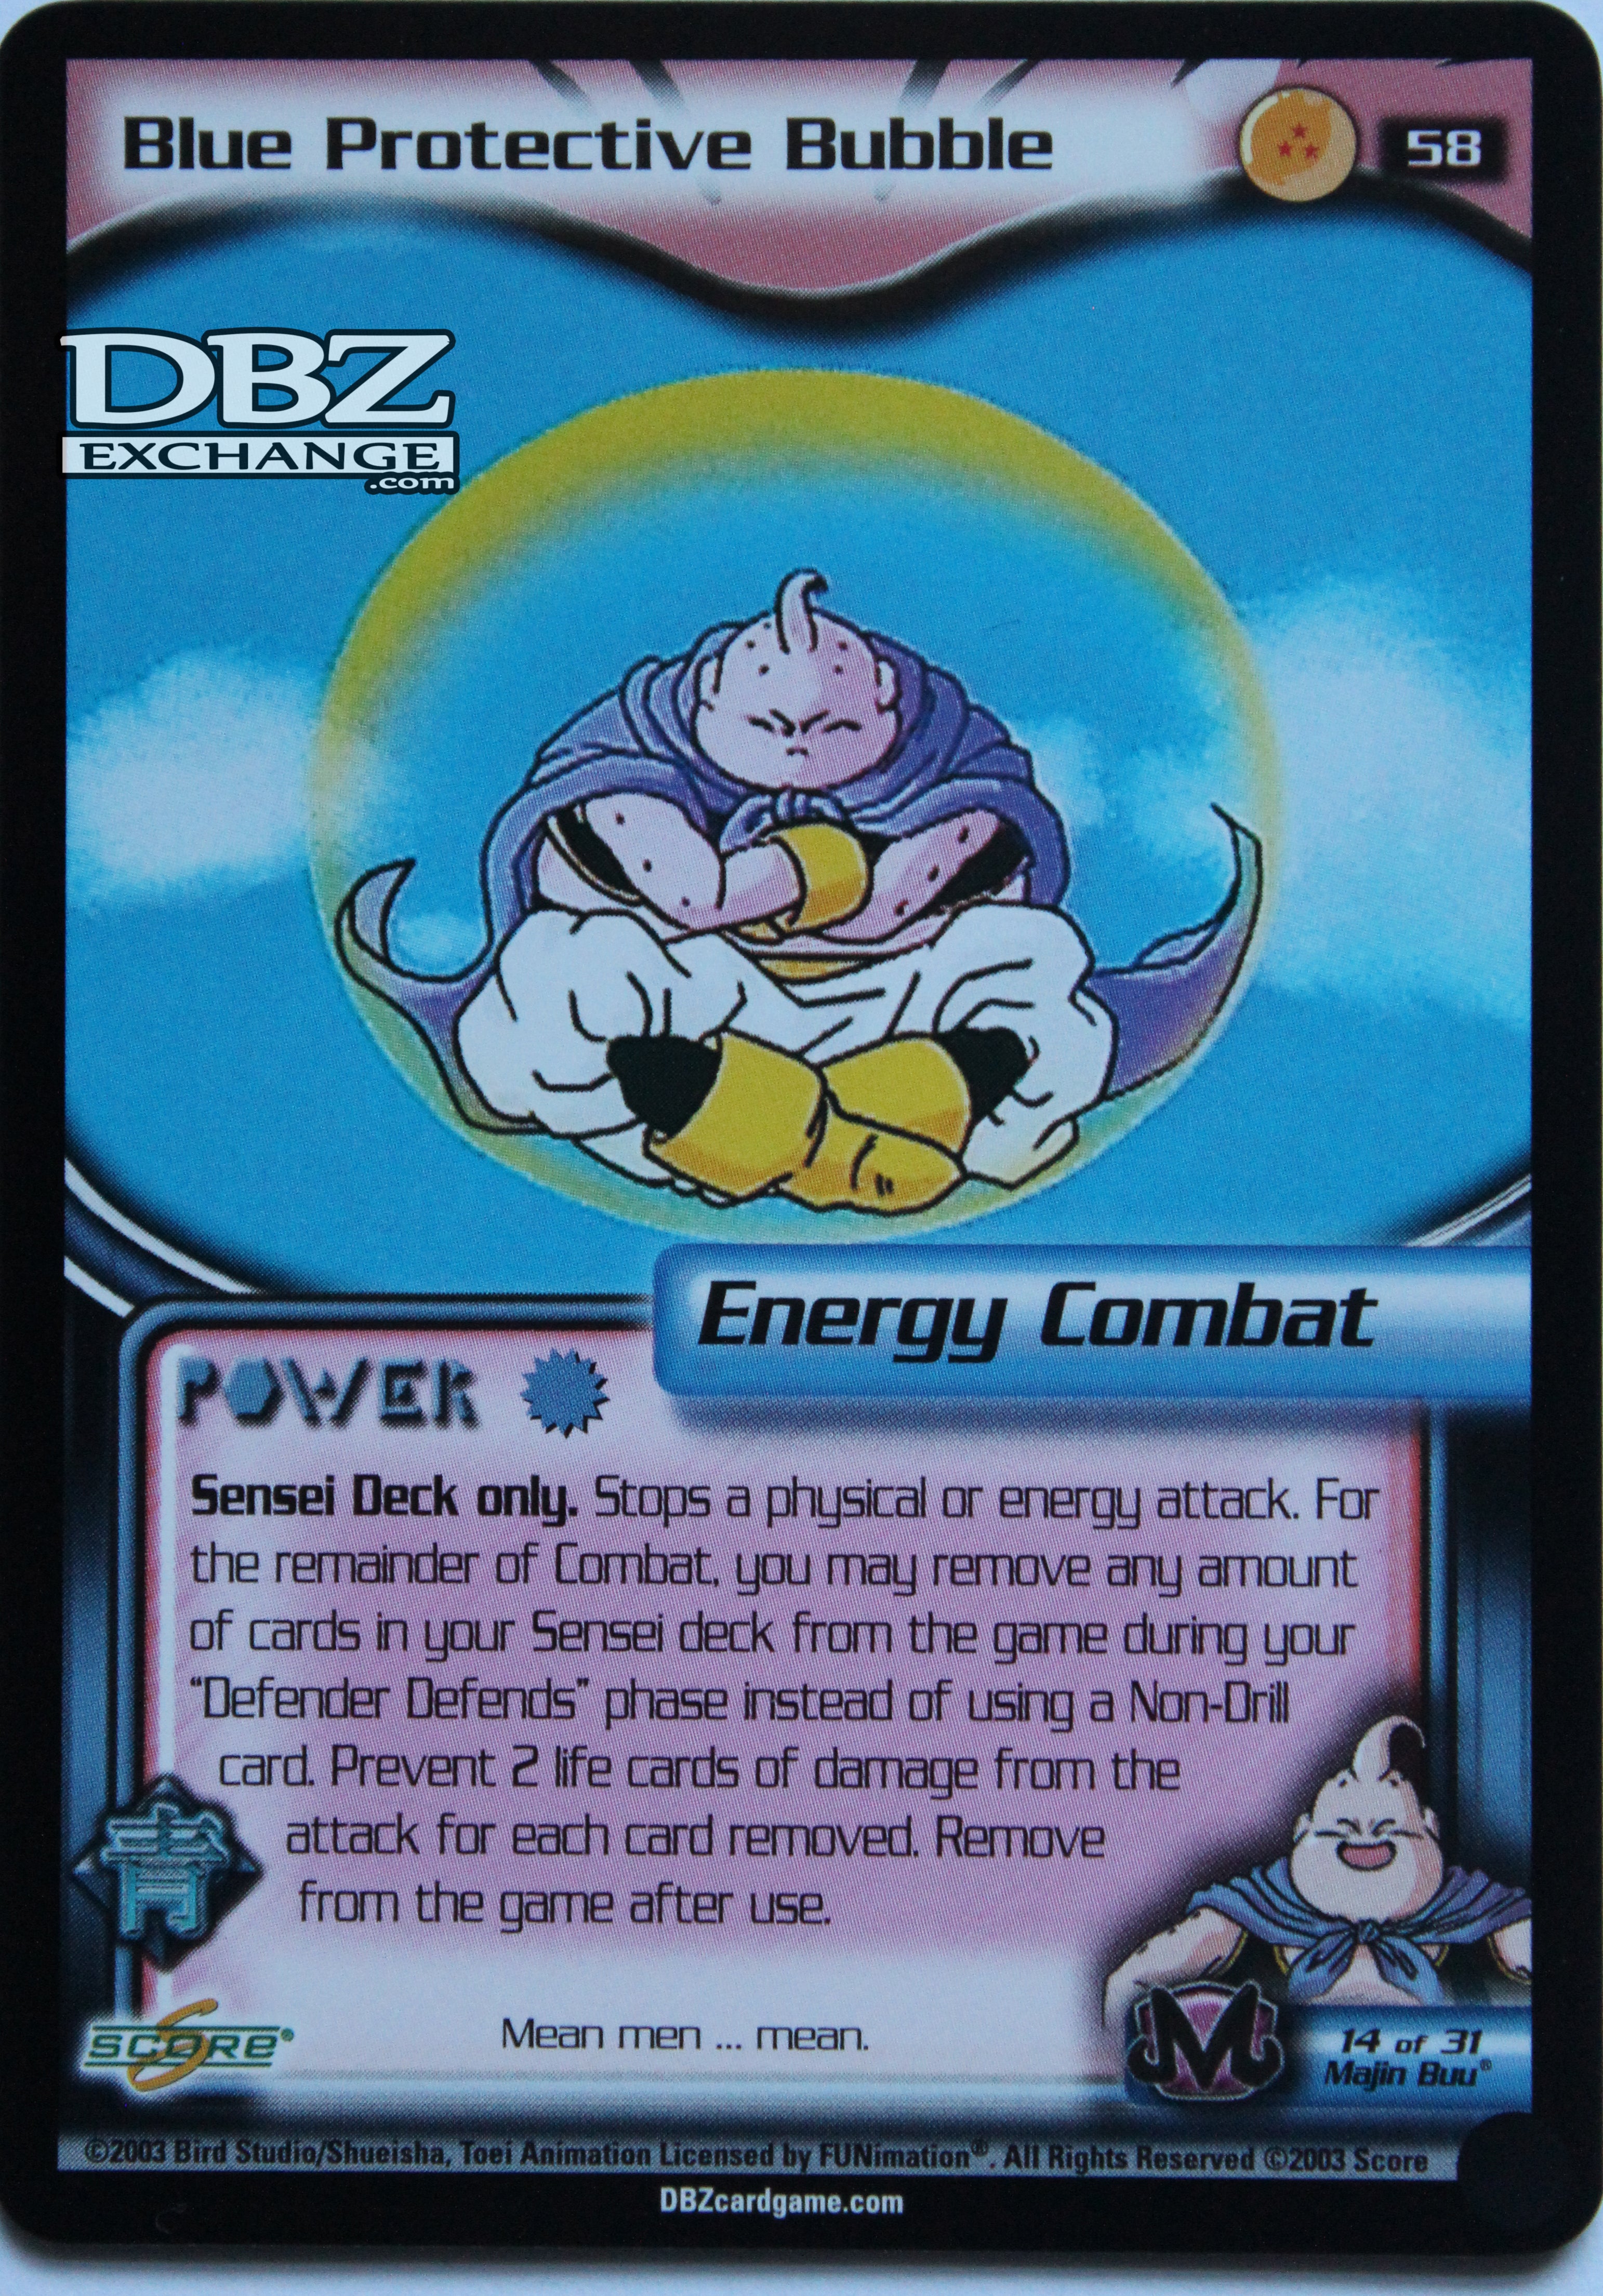 Blue Protective Bubble
58
DBZ
EXCHANGE
.com
Energy Combat
POWER
Sensei Deck only. Stops a physical or energy attack. For
the remainder of Combat, you may remove any amount
of cards in your Sensei deck from the game during your
“Defender Defends” phase instead of using a Non-Drill
card. Prevent 2 life cards of damage from the
attack for each card removed. Remove
from the game after use.
青
SCORE®
Mean men ... mean.
M
14 of 31
Majin Buu®
©2003 Bird Studio/Shueisha, Toei Animation Licensed by FUNimation®. All Rights Reserved ©2003 Score
DBZcardgame.com